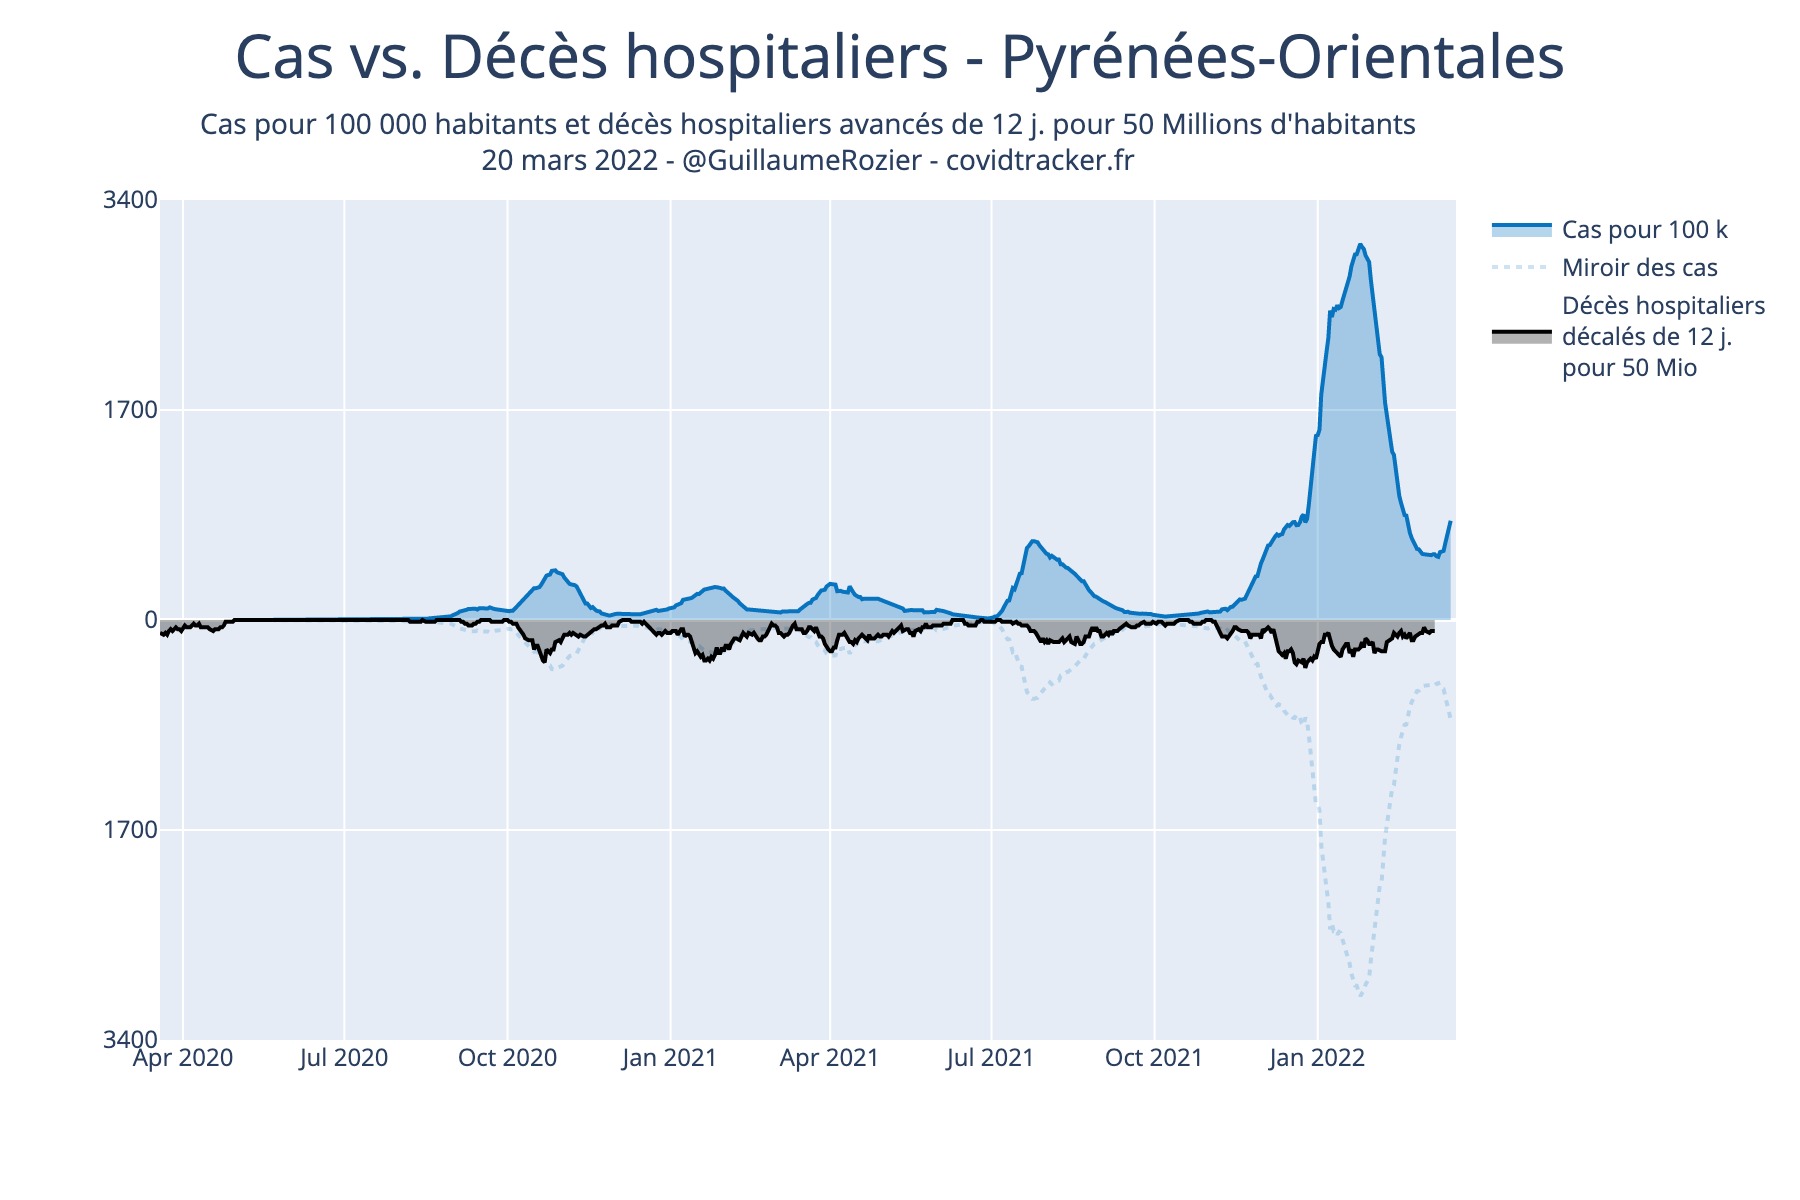 Cas vs. Décès hospitaliers - Pyrénées-Orientales
Cas pour 100 000 habitants et décès hospitaliers avancés de 12 j. pour 50 Millions d'habitants
20 mars 2022 - @GuillaumeRozier - covidtracker.fr
3400
1700
0
1700
3400
Apr 2020
Jul 2020
Oct 2020
Jan 2021
Apr 2021
Jul 2021
Oct 2021
Jan 2022
Cas pour 100 k
Miroir des cas
Décès hospitaliers
décalés de 12 j.
pour 50 Mio